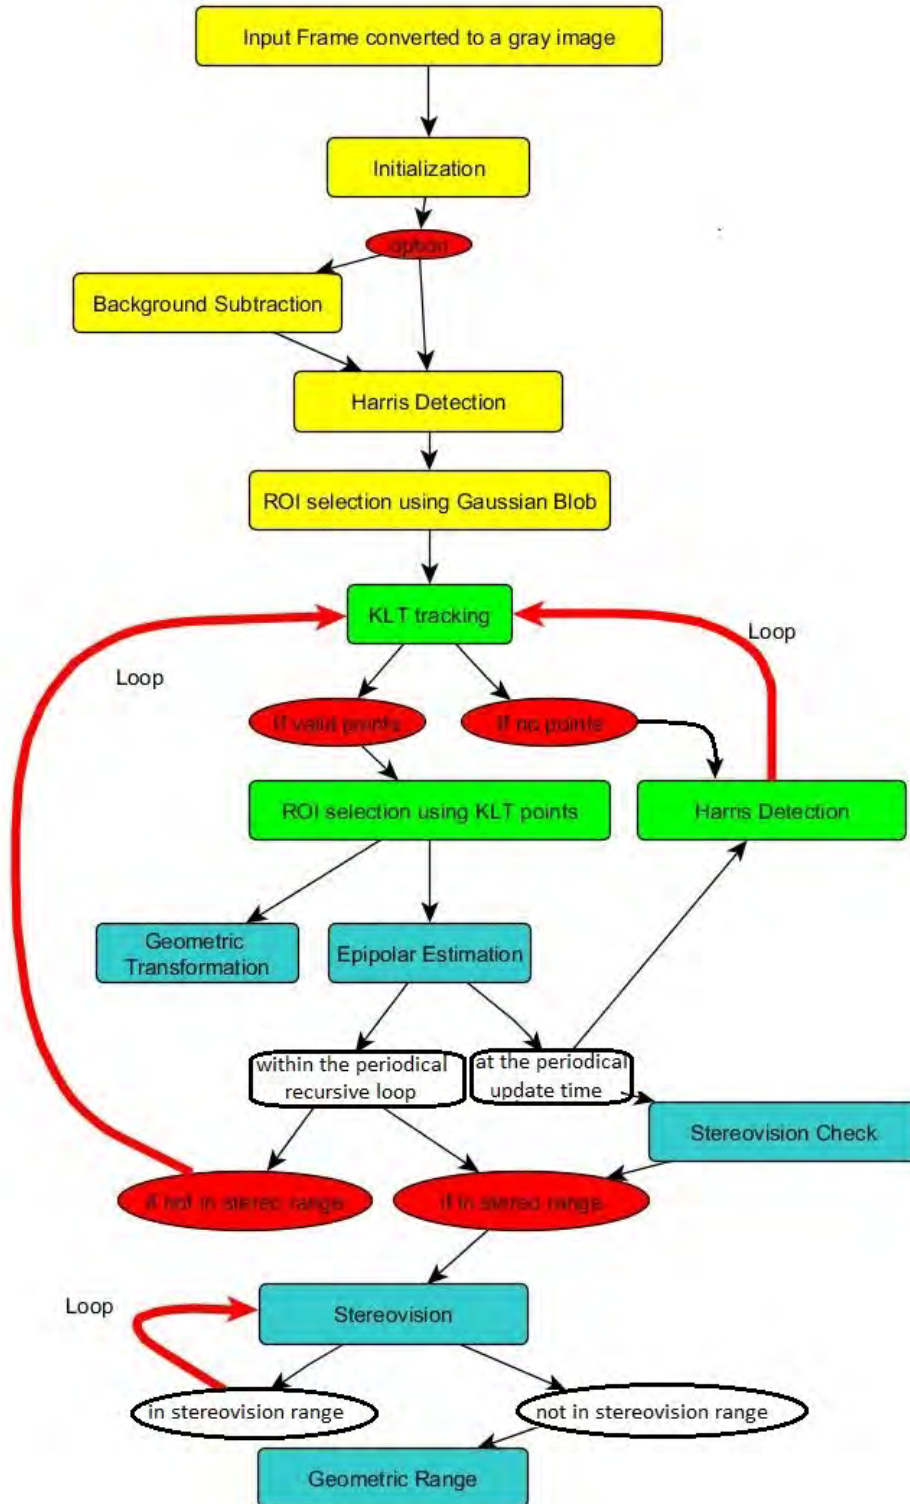 Input Frame converted to a gray image
Initialization
option
Background Subtraction
Harris Detection
ROI selection using Gaussian Blob
KLT tracking
Loop
Loop
If valid points
If no points
ROI selection using KLT points
Harris Detection
Geometric
Transformation
Epipolar Estimation
within the periodical
recursive loop
at the periodical
update time
Stereovision Check
if not in stereo range
if in stereo range
Stereovision
Loop
in stereovision range
not in stereovision range
Geometric Range